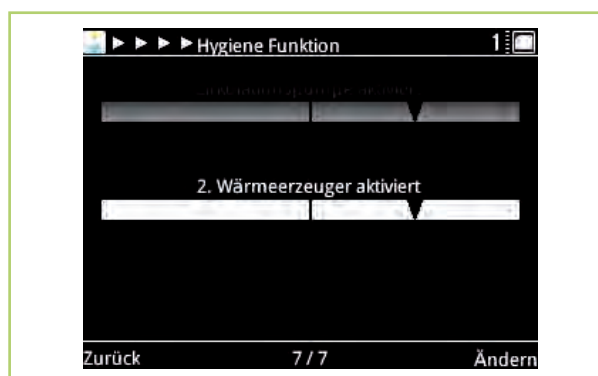 Hygiene Funktion 1
2. Wärmeerzeuger aktiviert
Zurück 7 / 7 Ändern